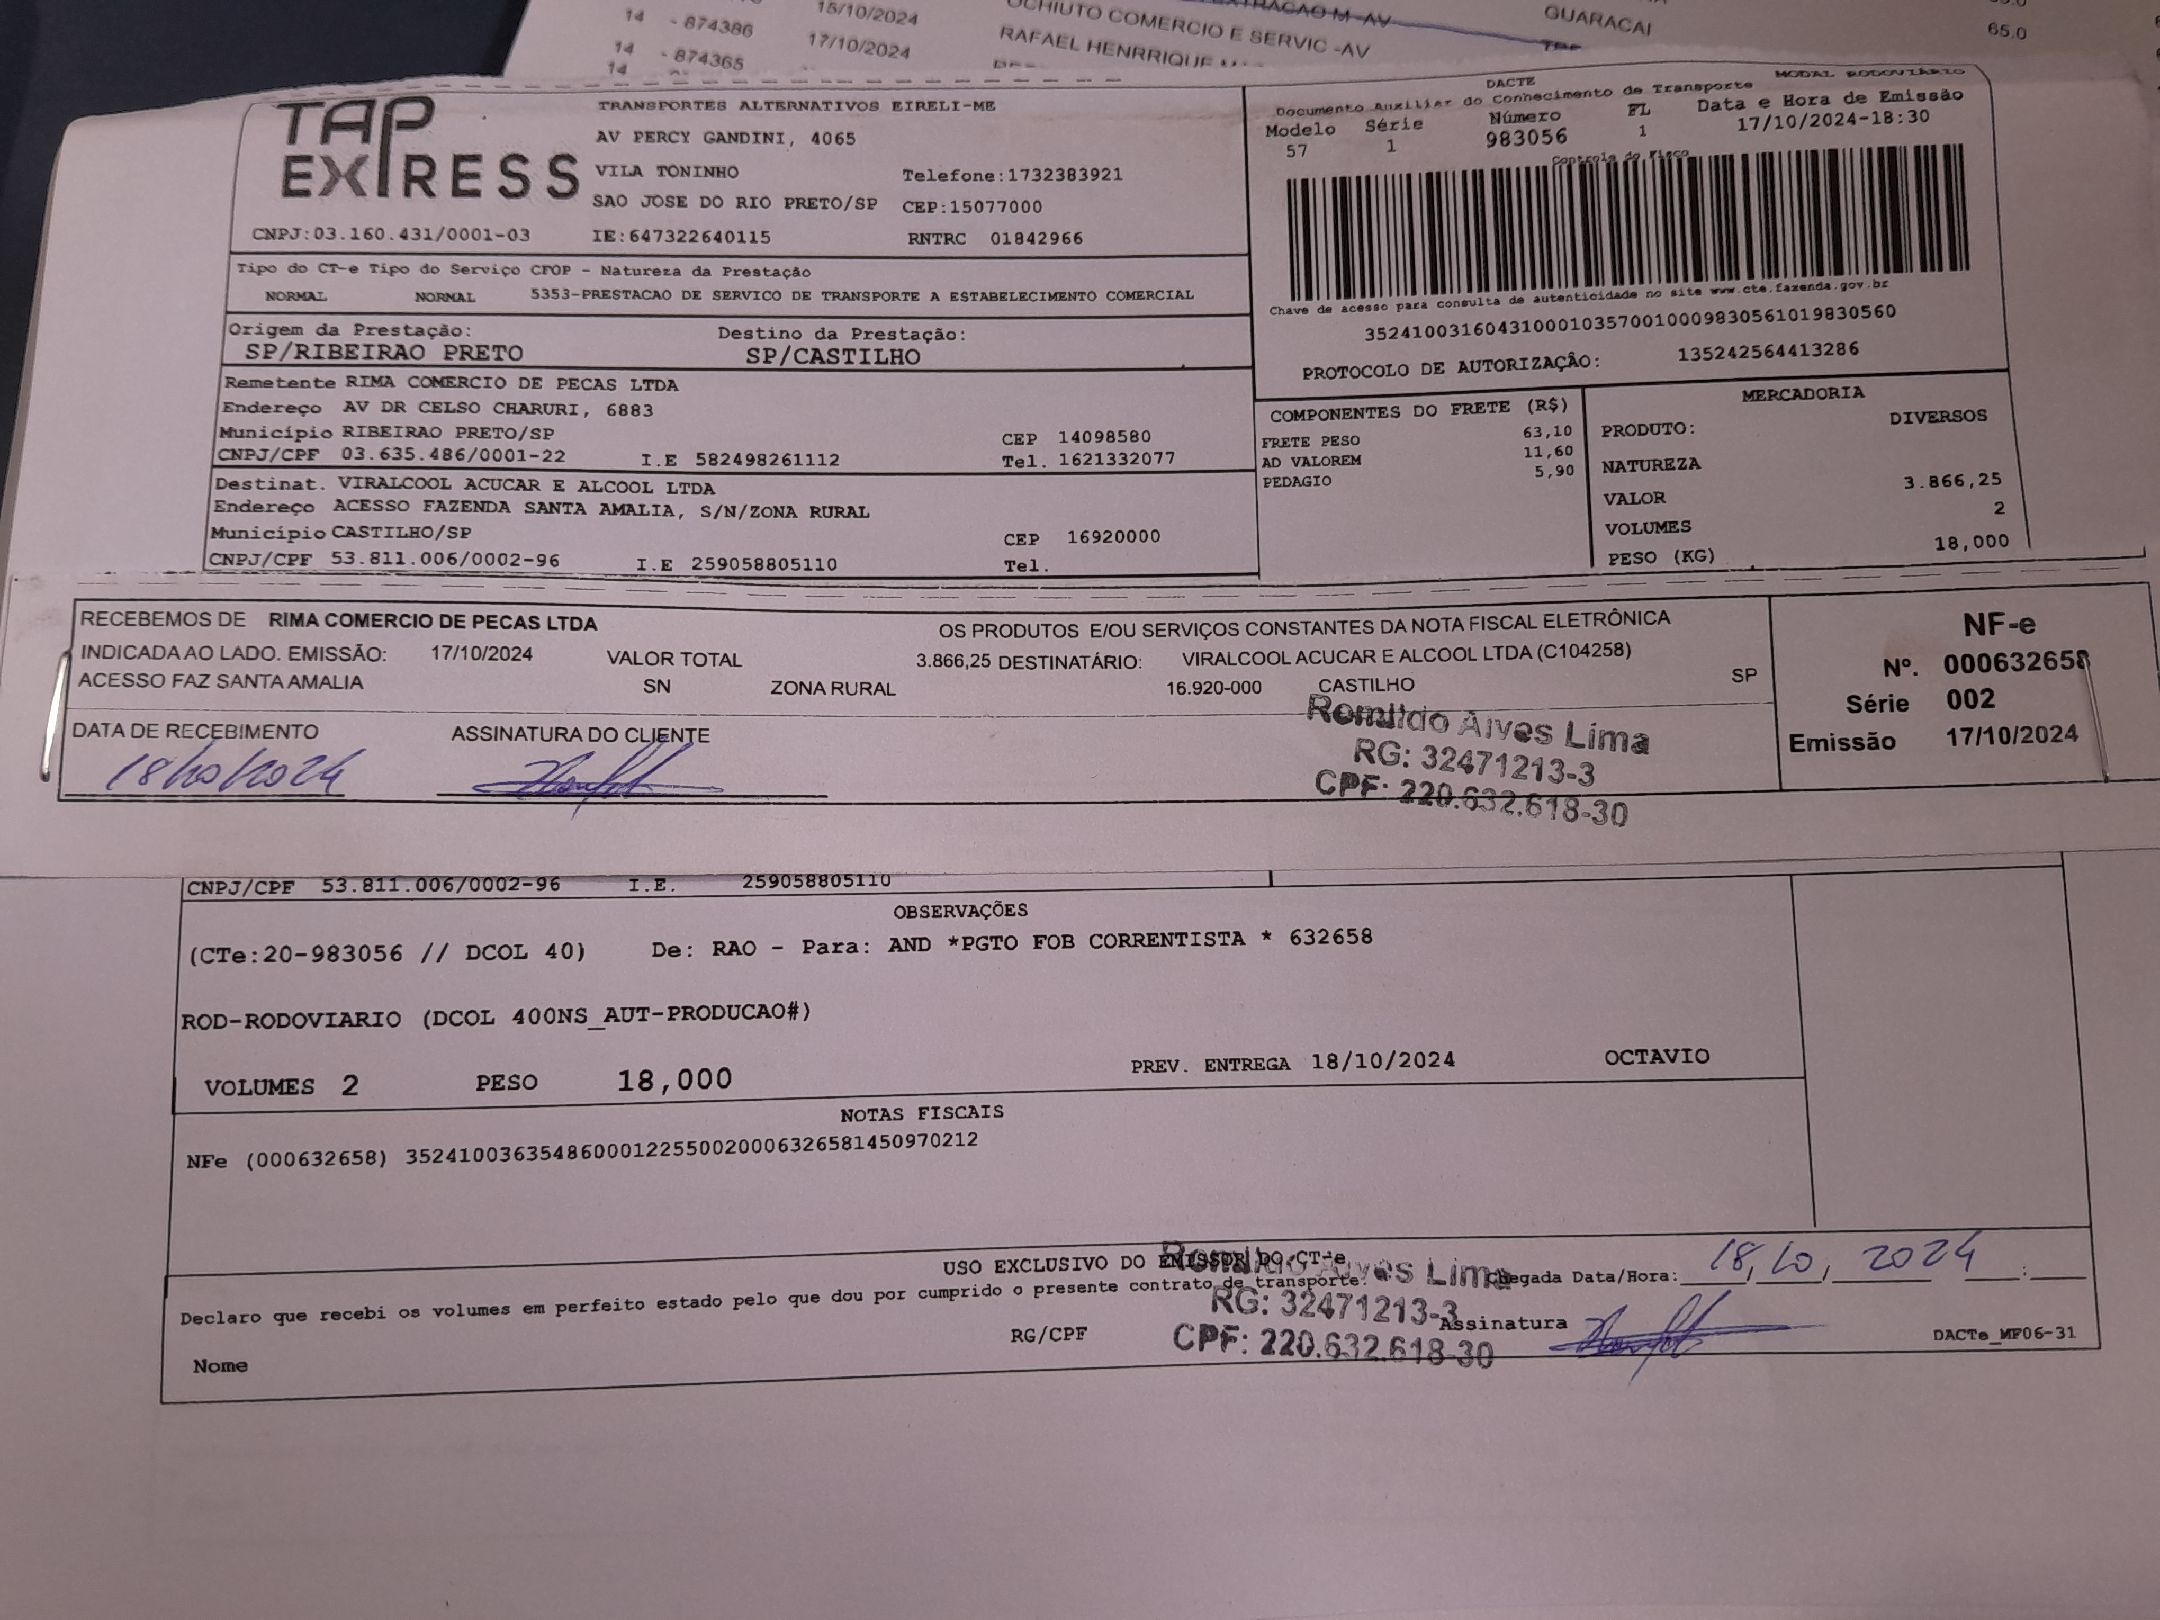 14 - 874386 15/10/2024 OCHIUTO COMERCIO E SERVIC -AV GUARACAI
14 - 874365 17/10/2024 RAFAEL HENRRIQUE 65.0
14
TAP EXPRESS
TRANSPORTES ALTERNATIVOS EIRELI-ME
AV PERCY GANDINI, 4065
VILA TONINHO Telefone:1732383921
SAO JOSE DO RIO PRETO/SP CEP:15077000
CNPJ:03.160.431/0001-03 IE:647322640115 RNTRC 01842966
DACTE MODAL RODOVIÁRIO
Documento Auxiliar do Conhecimento de Transporte
Modelo Série Número FL Data e Hora de Emissão
57 1 983056 1 17/10/2024-18:30
Controle do Fisco
Chave de acesso para consulta de autenticidade no site www.cte.fazenda.gov.br
35241003160431000103570010009830561019830560
PROTOCOLO DE AUTORIZAÇÂO: 135242564413286
Tipo do CT-e Tipo do Serviço CFOP - Natureza da Prestação
NORMAL NORMAL 5353-PRESTACAO DE SERVICO DE TRANSPORTE A ESTABELECIMENTO COMERCIAL
Origem da Prestação: Destino da Prestação:
SP/RIBEIRAO PRETO SP/CASTILHO
Remetente RIMA COMERCIO DE PECAS LTDA
Endereço AV DR CELSO CHARURI, 6883
Município RIBEIRAO PRETO/SP CEP 14098580
CNPJ/CPF 03.635.486/0001-22 I.E 582498261112 Tel. 1621332077
Destinat. VIRALCOOL ACUCAR E ALCOOL LTDA
Endereço ACESSO FAZENDA SANTA AMALIA, S/N/ZONA RURAL
Município CASTILHO/SP CEP 16920000
CNPJ/CPF 53.811.006/0002-96 I.E 259058805110 Tel.
COMPONENTES DO FRETE (R$)
FRETE PESO 63,10
AD VALOREM 11,60
PEDAGIO 5,90
MERCADORIA
PRODUTO: DIVERSOS
NATUREZA
VALOR 3.866,25
VOLUMES 2
PESO (KG) 18,000
RECEBEMOS DE RIMA COMERCIO DE PECAS LTDA OS PRODUTOS E/OU SERVIÇOS CONSTANTES DA NOTA FISCAL ELETRÔNICA
INDICADA AO LADO. EMISSÃO: 17/10/2024 VALOR TOTAL 3.866,25 DESTINATÁRIO: VIRALCOOL ACUCAR E ALCOOL LTDA (C104258)
ACESSO FAZ SANTA AMALIA SN ZONA RURAL 16.920-000 CASTILHO SP
NF-e
Nº. 000632658
Série 002
Emissão 17/10/2024
DATA DE RECEBIMENTO ASSINATURA DO CLIENTE
18/10/2024
Romildo Alves Lima
RG: 32471213-3
CPF: 220.632.618-30
CNPJ/CPF 53.811.006/0002-96 I.E. 259058805110
OBSERVAÇÕES
(CTe:20-983056 // DCOL 40) De: RAO - Para: AND *PGTO FOB CORRENTISTA * 632658
ROD-RODOVIARIO (DCOL 400NS_AUT-PRODUCAO#)
VOLUMES 2 PESO 18,000 PREV. ENTREGA 18/10/2024 OCTAVIO
NOTAS FISCAIS
NFe (000632658) 35241003635486000122550020006326581450970212
USO EXCLUSIVO DO EMISSOR DO CT-e
Declaro que recebi os volumes em perfeito estado pelo que dou por cumprido o presente contrato de transporte.
Chegada Data/Hora: 18, 10, 2024 :
Romildo Alves Lima
RG: 32471213-3
CPF: 220.632.618-30
Nome RG/CPF Assinatura DACTe_MF06-31